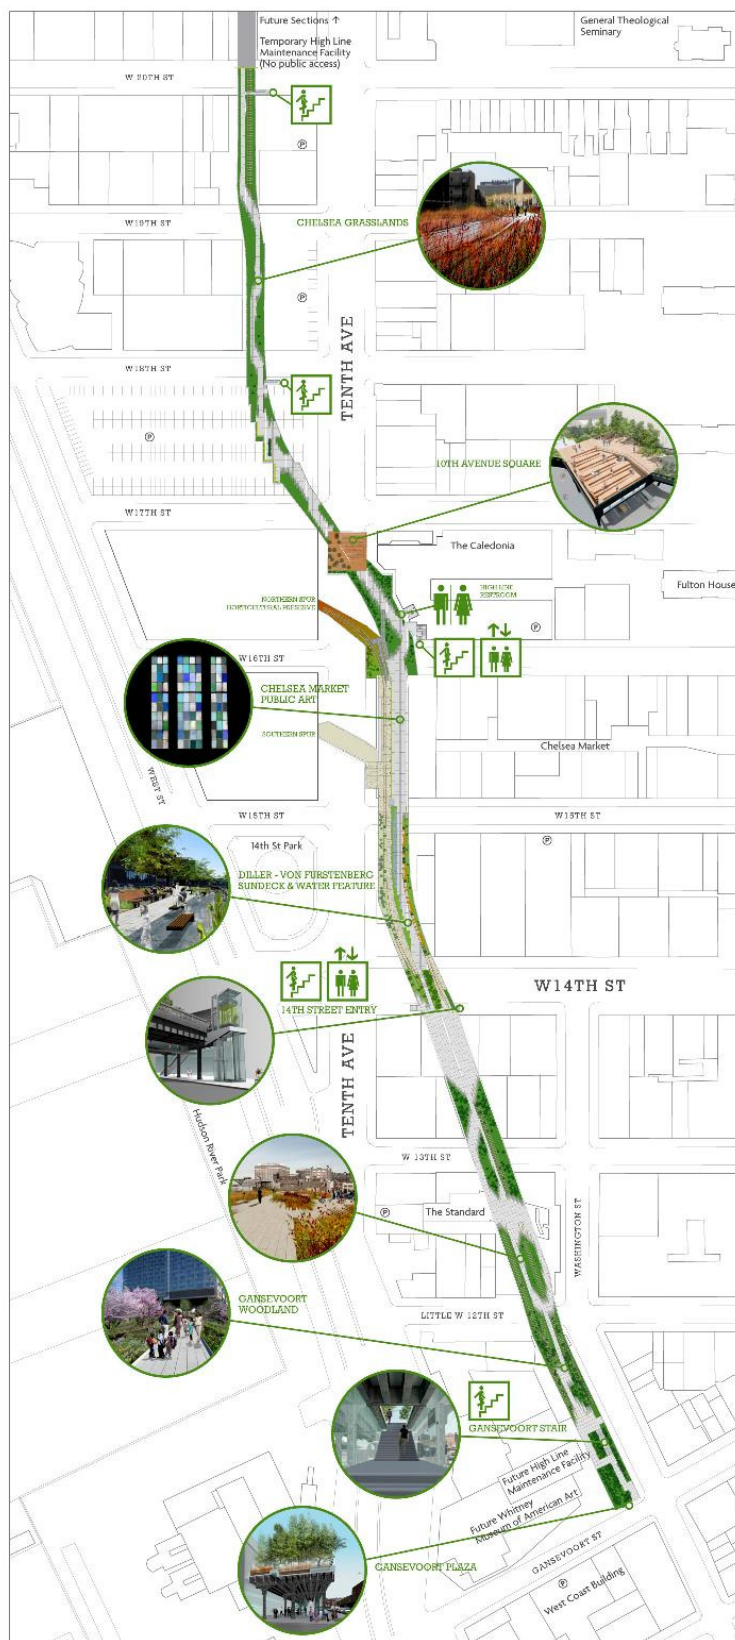 Future Sections ↑
Temporary High Line
Maintenance Facility
(No public access)
General Theological
Seminary
W 20TH ST
P
W 19TH ST
CHELSEA GRASSLANDS
P
TENTH AVE
W 18TH ST
P
10TH AVENUE SQUARE
W 17TH ST
The Caledonia
HIGH LINE
RESTROOM
Fulton House
NORTHERN SPUR
HORTICULTURAL PRESERVE
P
W 16TH ST
CHELSEA MARKET
PUBLIC ART
SOUTHERN SPUR
Chelsea Market
WEST ST
W 15TH ST
W 15TH ST
14th St Park
P
DILLER - VON FURSTENBERG
SUNDECK & WATER FEATURE
W 14TH ST
14TH STREET ENTRY
TENTH AVE
Hudson River Park
W 13TH ST
P
The Standard
WASHINGTON ST
GANSEVOORT
WOODLAND
LITTLE W 12TH ST
GANSEVOORT STAIR
Future High Line
Maintenance Facility
Future Whitney
Museum of American Art
GANSEVOORT ST
GANSEVOORT PLAZA
P
West Coast Building